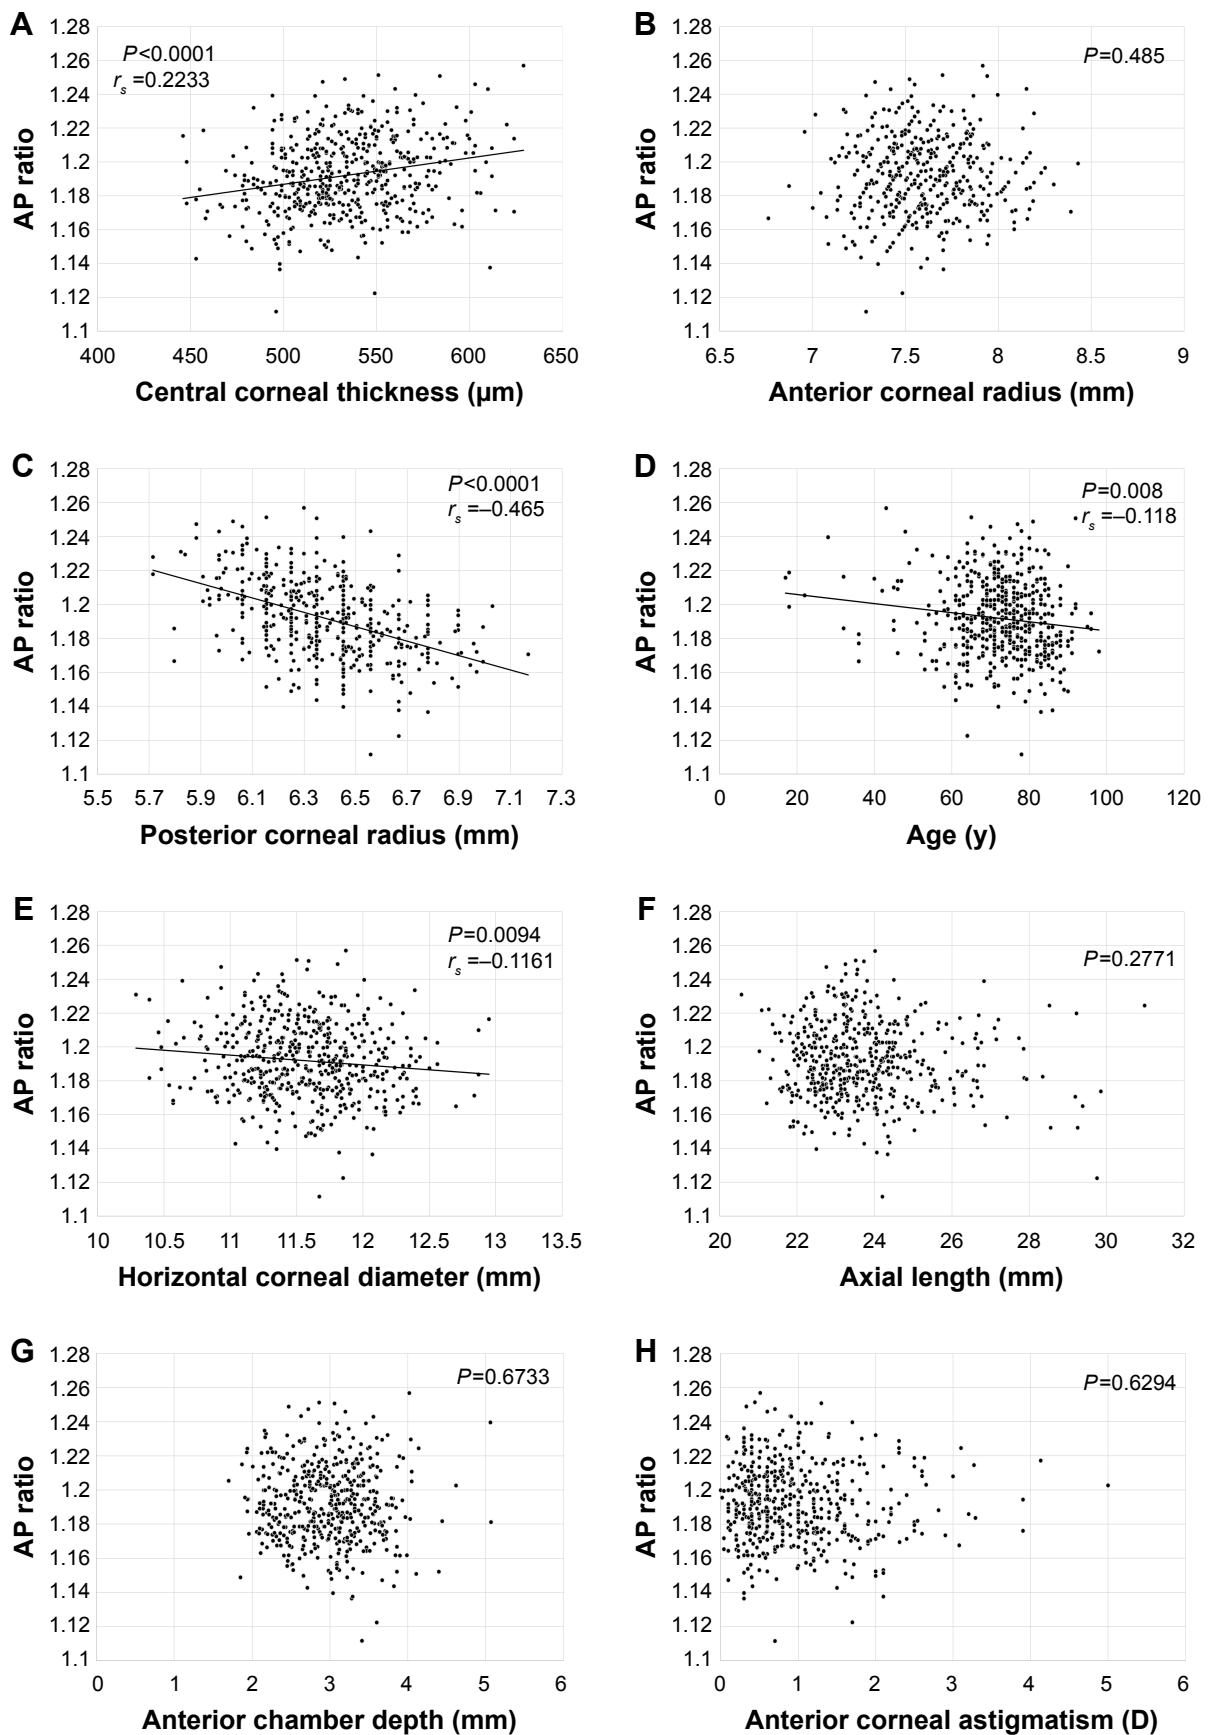 A
P<0.0001
rs =0.2233
AP ratio
1.28
1.26
1.24
1.22
1.2
1.18
1.16
1.14
1.12
1.1
400 450 500 550 600 650
Central corneal thickness (µm)
B
P=0.485
AP ratio
1.28
1.26
1.24
1.22
1.2
1.18
1.16
1.14
1.12
1.1
6.5 7 7.5 8 8.5 9
Anterior corneal radius (mm)
C
P<0.0001
rs =–0.465
AP ratio
1.28
1.26
1.24
1.22
1.2
1.18
1.16
1.14
1.12
1.1
5.5 5.7 5.9 6.1 6.3 6.5 6.7 6.9 7.1 7.3
Posterior corneal radius (mm)
D
P=0.008
rs =–0.118
AP ratio
1.28
1.26
1.24
1.22
1.2
1.18
1.16
1.14
1.12
1.1
0 20 40 60 80 100 120
Age (y)
E
P=0.0094
rs =–0.1161
AP ratio
1.28
1.26
1.24
1.22
1.2
1.18
1.16
1.14
1.12
1.1
10 10.5 11 11.5 12 12.5 13 13.5
Horizontal corneal diameter (mm)
F
P=0.2771
AP ratio
1.28
1.26
1.24
1.22
1.2
1.18
1.16
1.14
1.12
1.1
20 22 24 26 28 30 32
Axial length (mm)
G
P=0.6733
AP ratio
1.28
1.26
1.24
1.22
1.2
1.18
1.16
1.14
1.12
1.1
0 1 2 3 4 5 6
Anterior chamber depth (mm)
H
P=0.6294
AP ratio
1.28
1.26
1.24
1.22
1.2
1.18
1.16
1.14
1.12
1.1
0 1 2 3 4 5 6
Anterior corneal astigmatism (D)